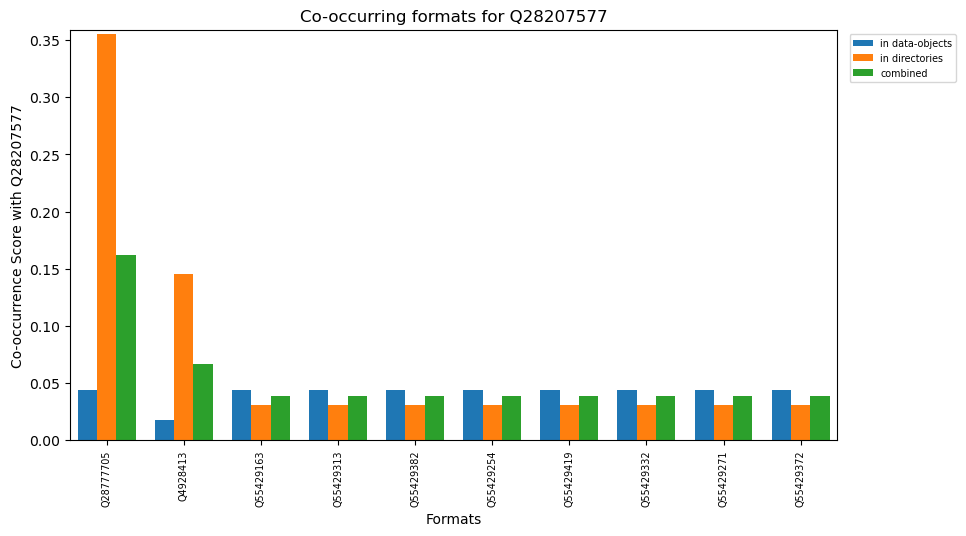 Co-occurring formats for Q28207577
in data-objects
in directories
combined
Co-occurrence Score with Q28207577
0.35
0.30
0.25
0.20
0.15
0.10
0.05
0.00
Q28777705
Q4928413
Q55429163
Q55429313
Q55429382
Q55429254
Q55429419
Q55429332
Q55429271
Q55429372
Formats